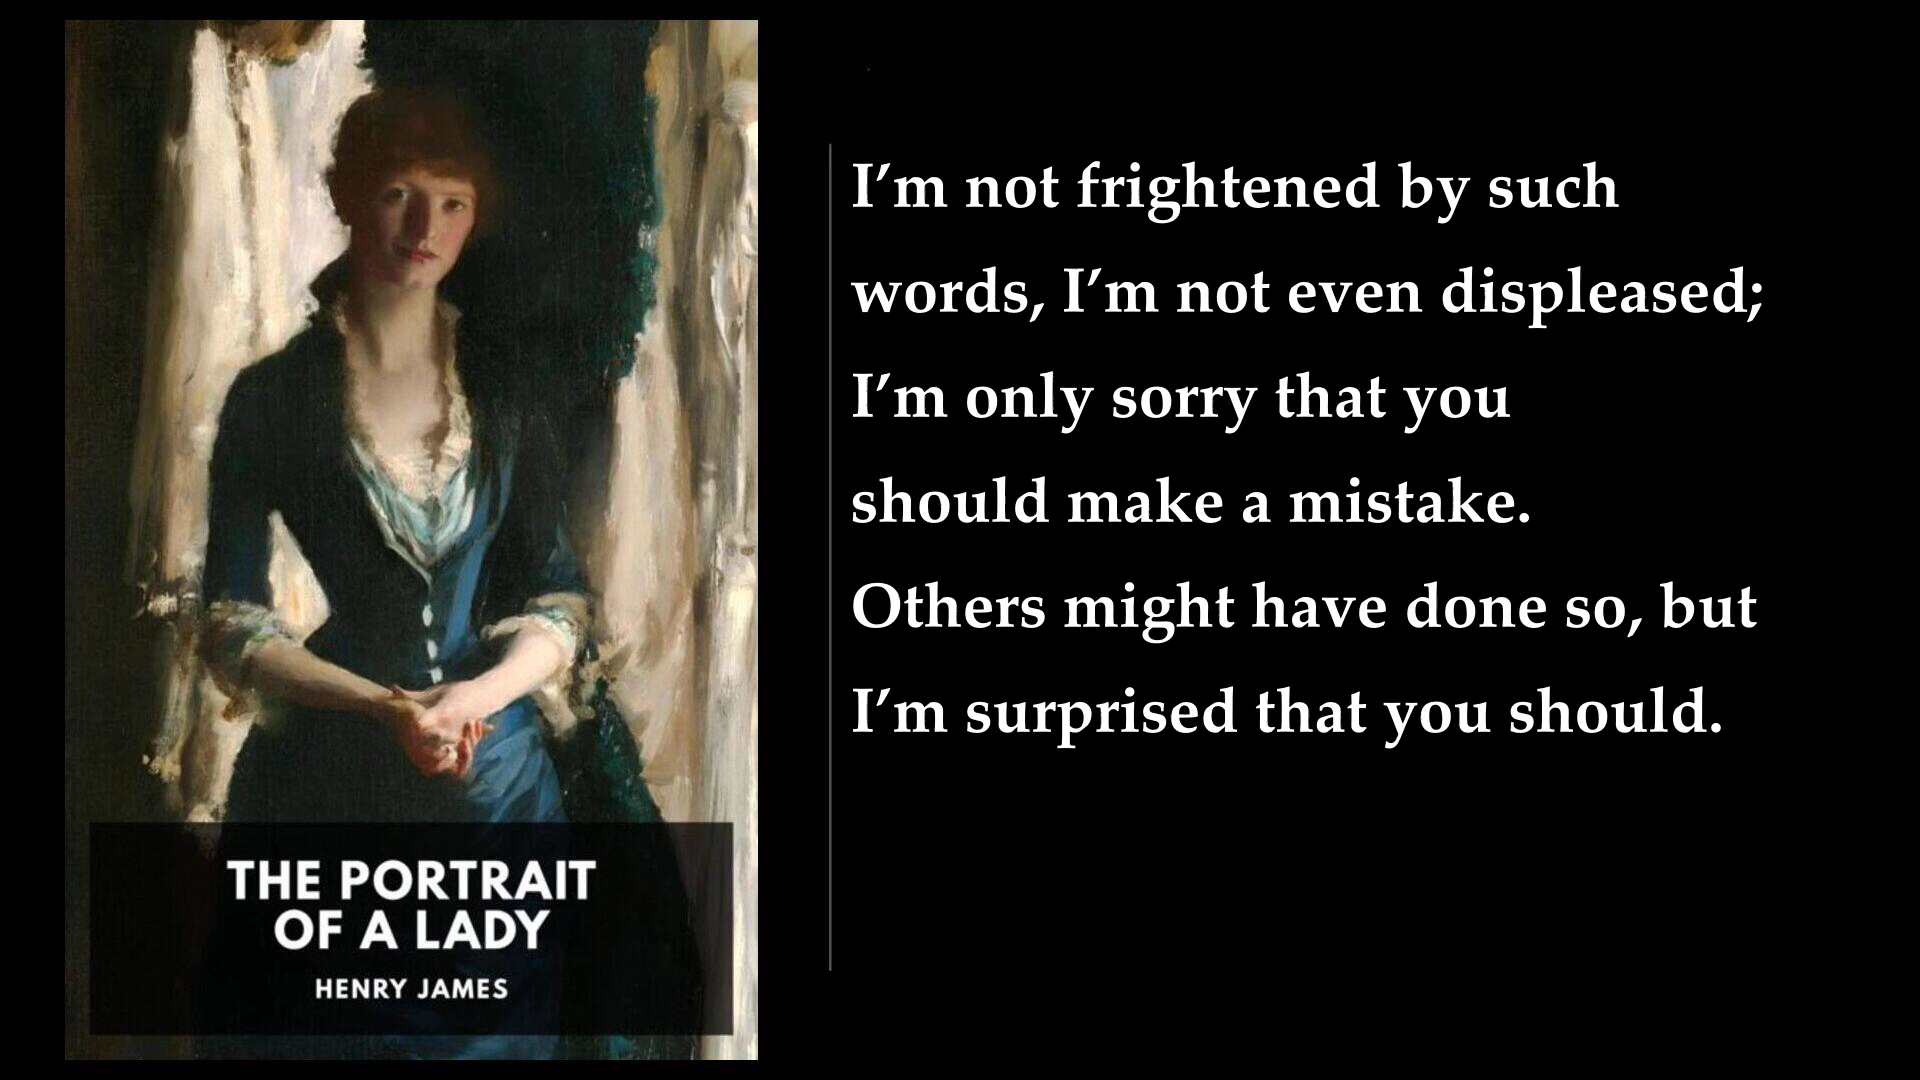 THE PORTRAIT
OF A LADY
HENRY JAMES
I’m not frightened by such
words, I’m not even displeased;
I’m only sorry that you
should make a mistake.
Others might have done so, but
I’m surprised that you should.